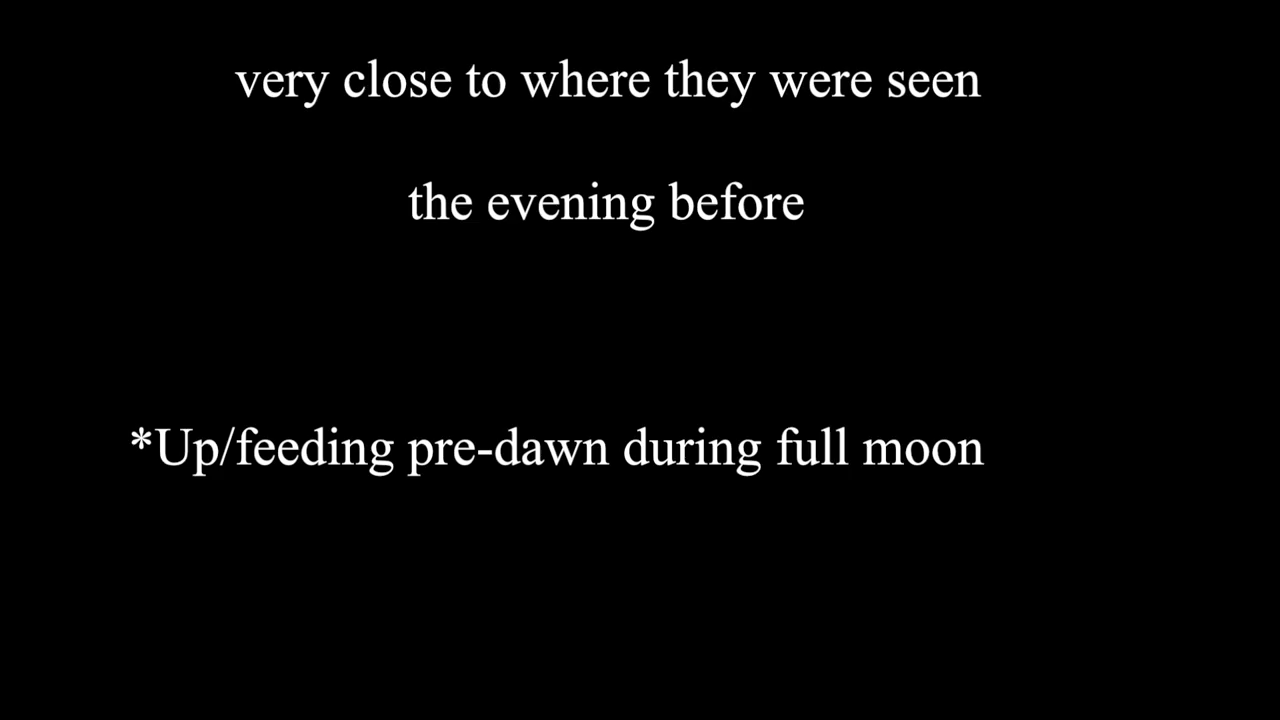 very close to where they were seen
the evening before
*Up/feeding pre-dawn during full moon